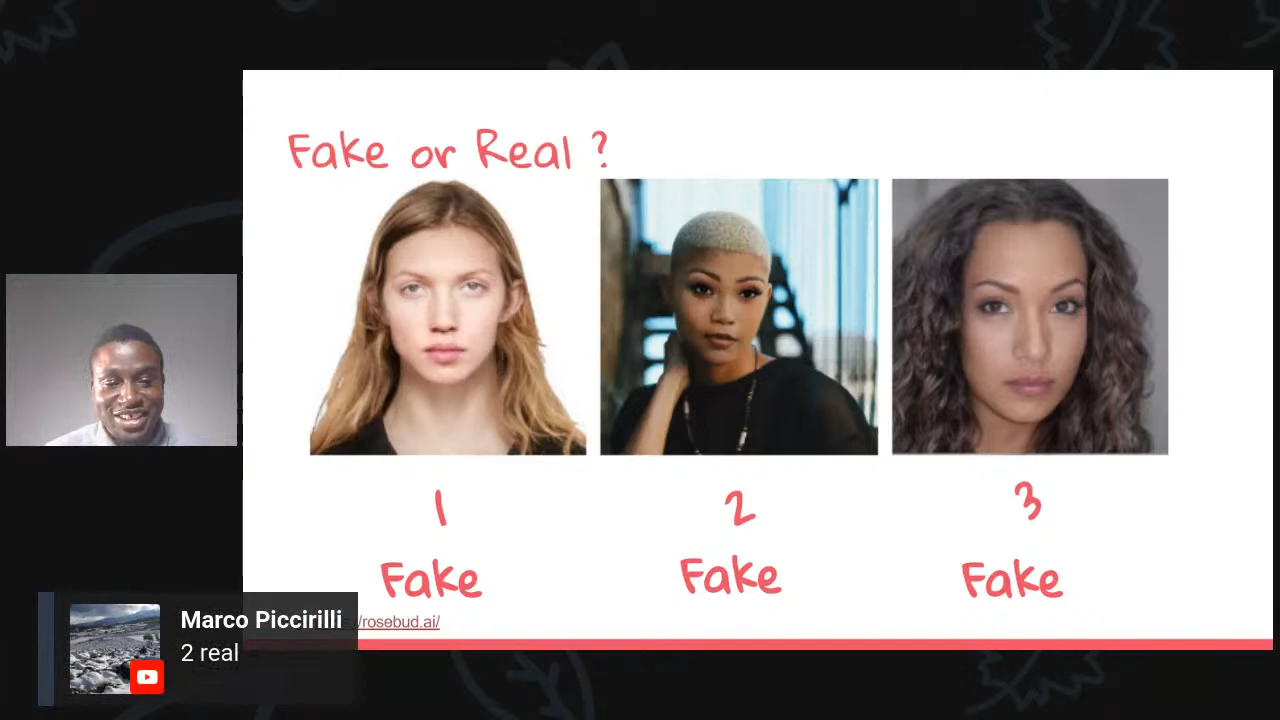 Fake or Real ?
1
2
3
Fake
Fake
Fake
/rosebud.ai/
Marco Piccirilli
2 real